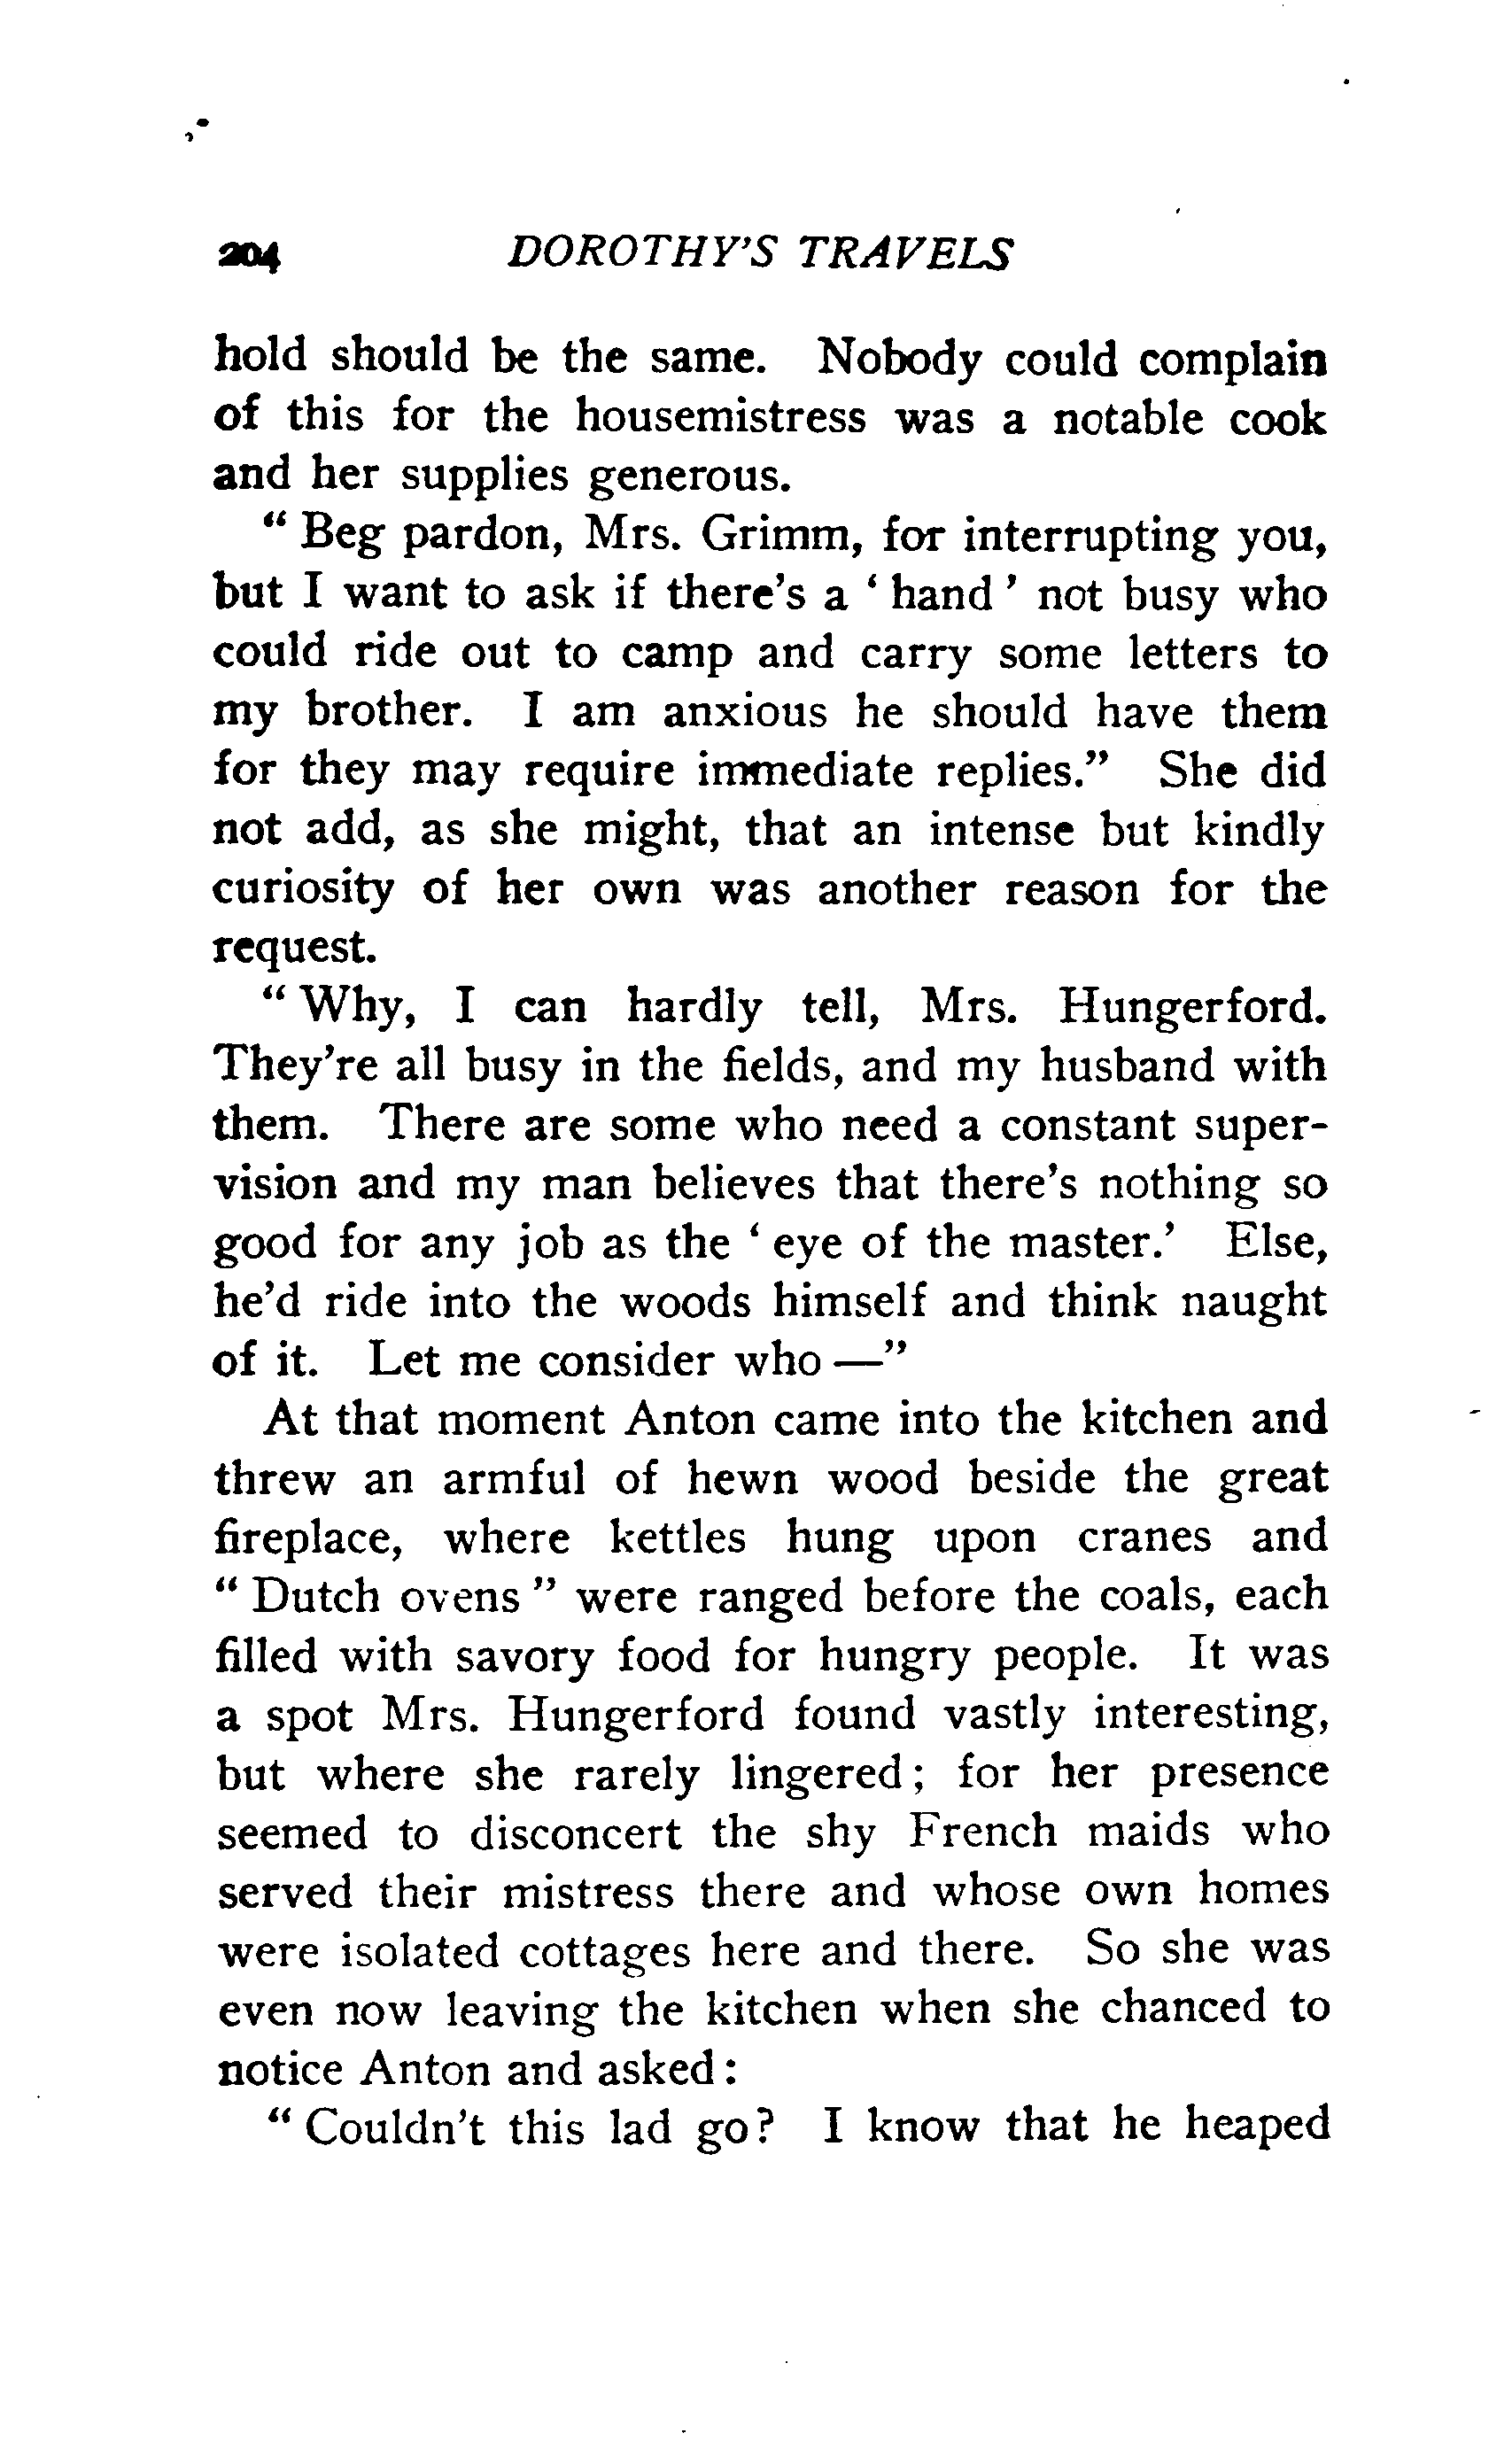 204 DOROTHY'S TRAVELS
hold should be the same. Nobody could complain
of this for the housemistress was a notable cook
and her supplies generous.
" Beg pardon, Mrs. Grimm, for interrupting you,
but I want to ask if there's a ' hand ' not busy who
could ride out to camp and carry some letters to
my brother. I am anxious he should have them
for they may require immediate replies." She did
not add, as she might, that an intense but kindly
curiosity of her own was another reason for the
request.
" Why, I can hardly tell, Mrs. Hungerford.
They're all busy in the fields, and my husband with
them. There are some who need a constant super-
vision and my man believes that there's nothing so
good for any job as the ' eye of the master.' Else,
he'd ride into the woods himself and think naught
of it. Let me consider who —"
At that moment Anton came into the kitchen and
threw an armful of hewn wood beside the great
fireplace, where kettles hung upon cranes and
" Dutch ovens " were ranged before the coals, each
filled with savory food for hungry people. It was
a spot Mrs. Hungerford found vastly interesting,
but where she rarely lingered; for her presence
seemed to disconcert the shy French maids who
served their mistress there and whose own homes
were isolated cottages here and there. So she was
even now leaving the kitchen when she chanced to
notice Anton and asked:
" Couldn't this lad go? I know that he heaped